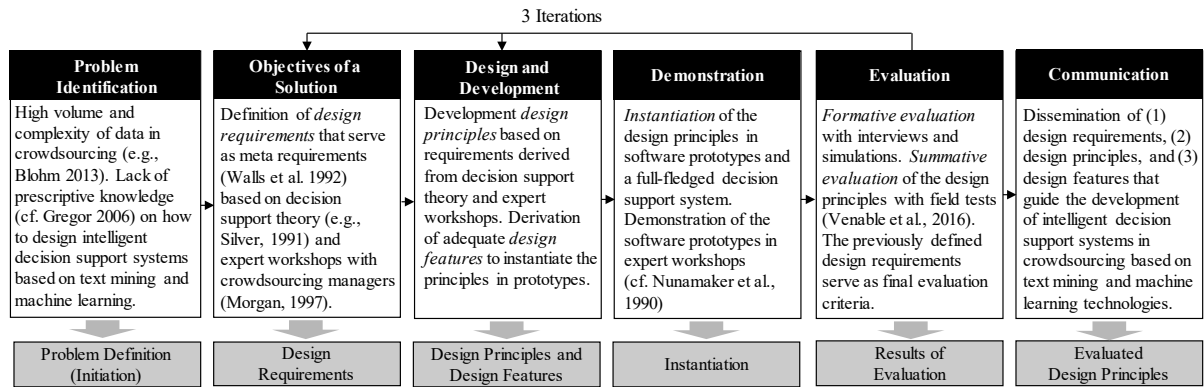 3 Iterations
Problem
Identification
High volume and
complexity of data in
crowdsourcing (e.g.,
Blohm 2013). Lack of
prescriptive knowledge
(cf. Gregor 2006) on how
to design intelligent
decision support systems
based on text mining and
machine learning.
Problem Definition
(Initiation)
Objectives of a
Solution
Definition of design
requirements that serve
as meta requirements
(Walls et al. 1992)
based on decision
support theory (e.g.,
Silver, 1991) and
expert workshops with
crowdsourcing managers
(Morgan, 1997).
Design
Requirements
Design and
Development
Development design
principles based on
requirements derived
from decision support
theory and expert
workshops. Derivation
of adequate design
features to instantiate the
principles in prototypes.
Design Principles and
Design Features
Demonstration
Instantiation of the
design principles in
software prototypes and
a full-fledged decision
support system.
Demonstration of the
software prototypes in
expert workshops
(cf. Nunamaker et al.,
1990)
Instantiation
Evaluation
Formative evaluation
with interviews and
simulations. Summative
evaluation of the design
principles with field tests
(Venable et al., 2016).
The previously defined
design requirements
serve as final evaluation
criteria.
Results of
Evaluation
Communication
Dissemination of (1)
design requirements, (2)
design principles, and (3)
design features that
guide the development
of intelligent decision
support systems in
crowdsourcing based on
text mining and machine
learning technologies.
Evaluated
Design Principles